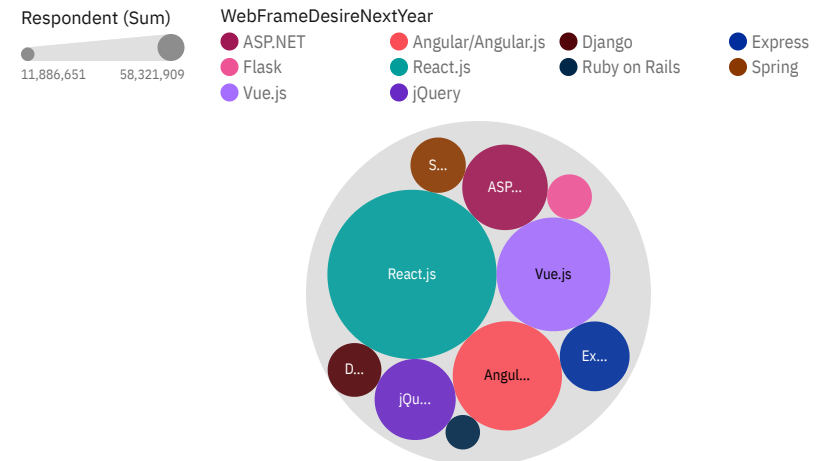 Respondent (Sum)
11,886,651 58,321,909
WebFrameDesireNextYear
ASP.NET Angular/Angular.js Django Express
Flask React.js Ruby on Rails Spring
Vue.js jQuery
S...
ASP...
React.js
Vue.js
Ex...
D...
Angul...
jQu...